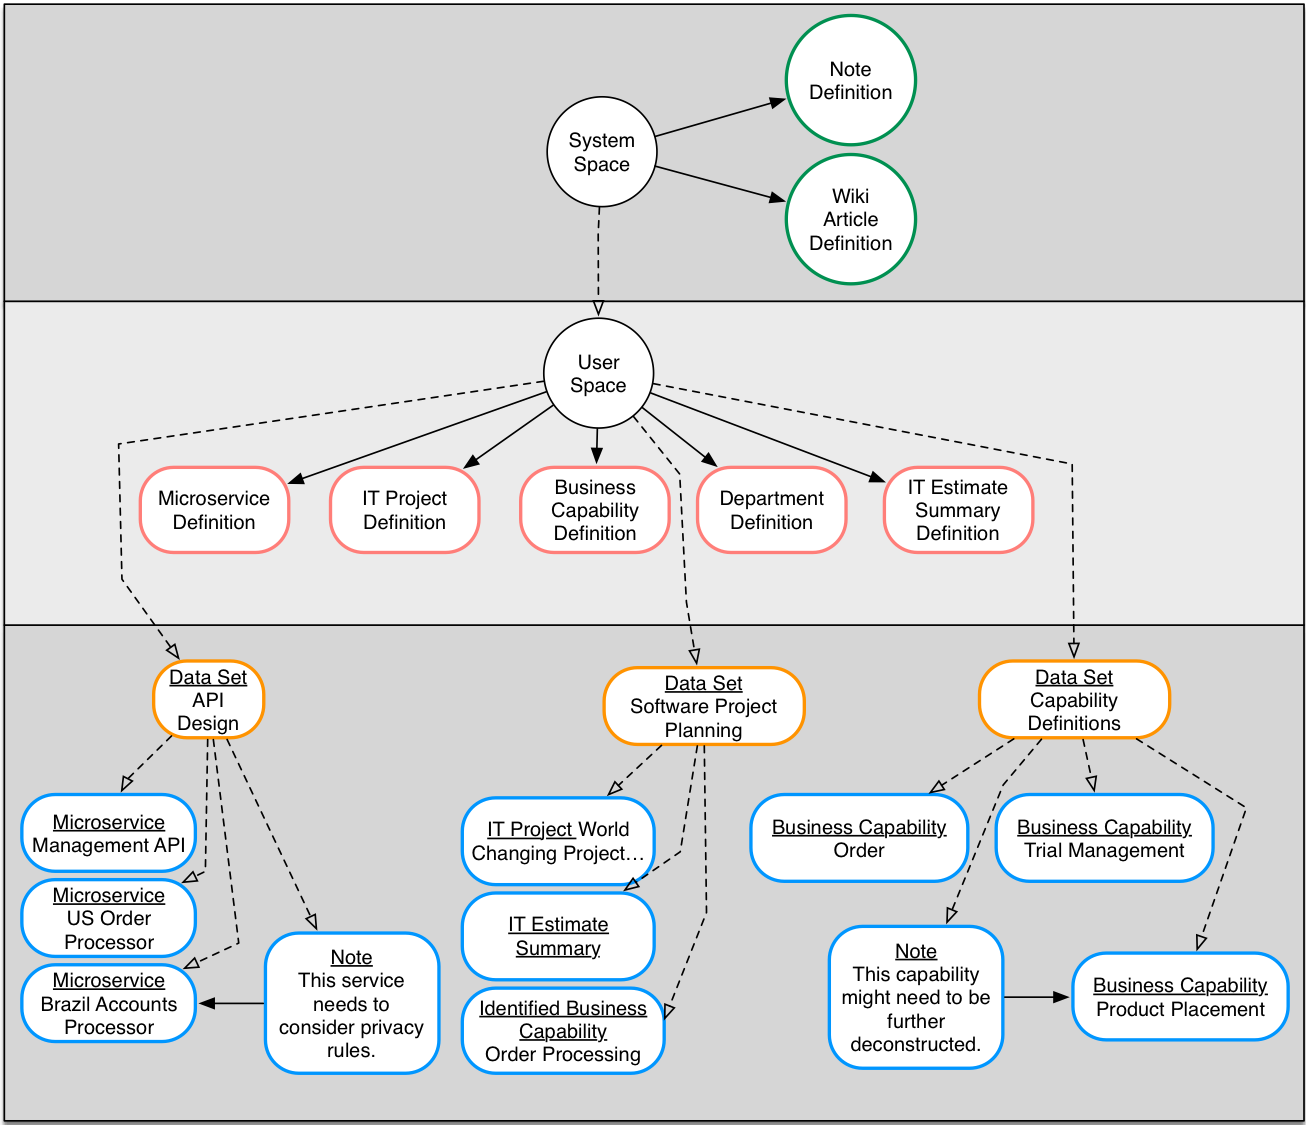 Note
Definition
System
Space
Wiki
Article
Definition
User
Space
Microservice
Definition
IT Project
Definition
Business
Capability
Definition
Department
Definition
IT Estimate
Summary
Definition
Data Set
API
Design
Data Set
Software Project
Planning
Data Set
Capability
Definitions
Microservice
Management API
Microservice
US Order
Processor
Microservice
Brazil Accounts
Processor
Note
This service
needs to
consider privacy
rules.
IT Project World
Changing Project…
IT Estimate
Summary
Identified Business
Capability
Order Processing
Business Capability
Order
Business Capability
Trial Management
Note
This capability
might need to be
further
deconstructed.
Business Capability
Product Placement